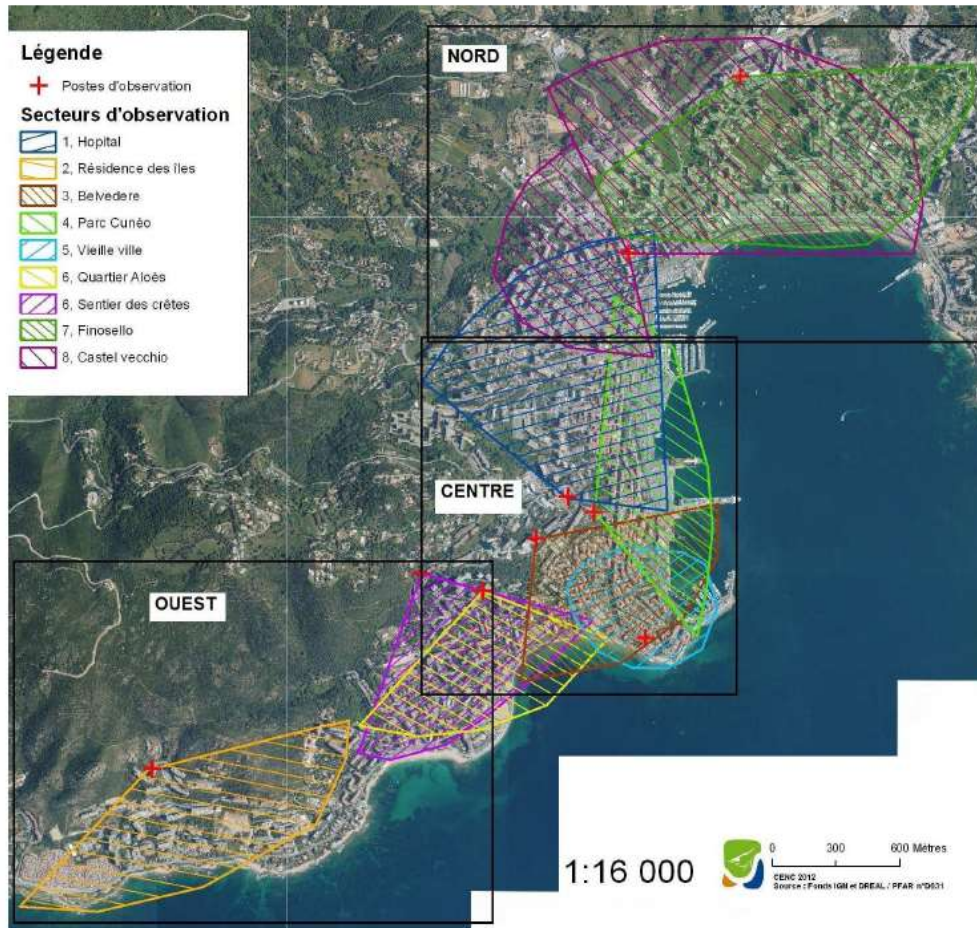 Légende
Postes d'observation
Secteurs d'observation
1, Hopital
2, Résidence des îles
3, Belvedere
4, Parc Cunèo
5, Vieille ville
6, Quartier Aloès
6, Sentier des crêtes
7, Finosello
8, Castel vecchio
NORD
CENTRE
OUEST
1:16 000
0 300 600 Mètres
CENC 2012
Source : Fonds IGN et DREAL / PFAR n°D631